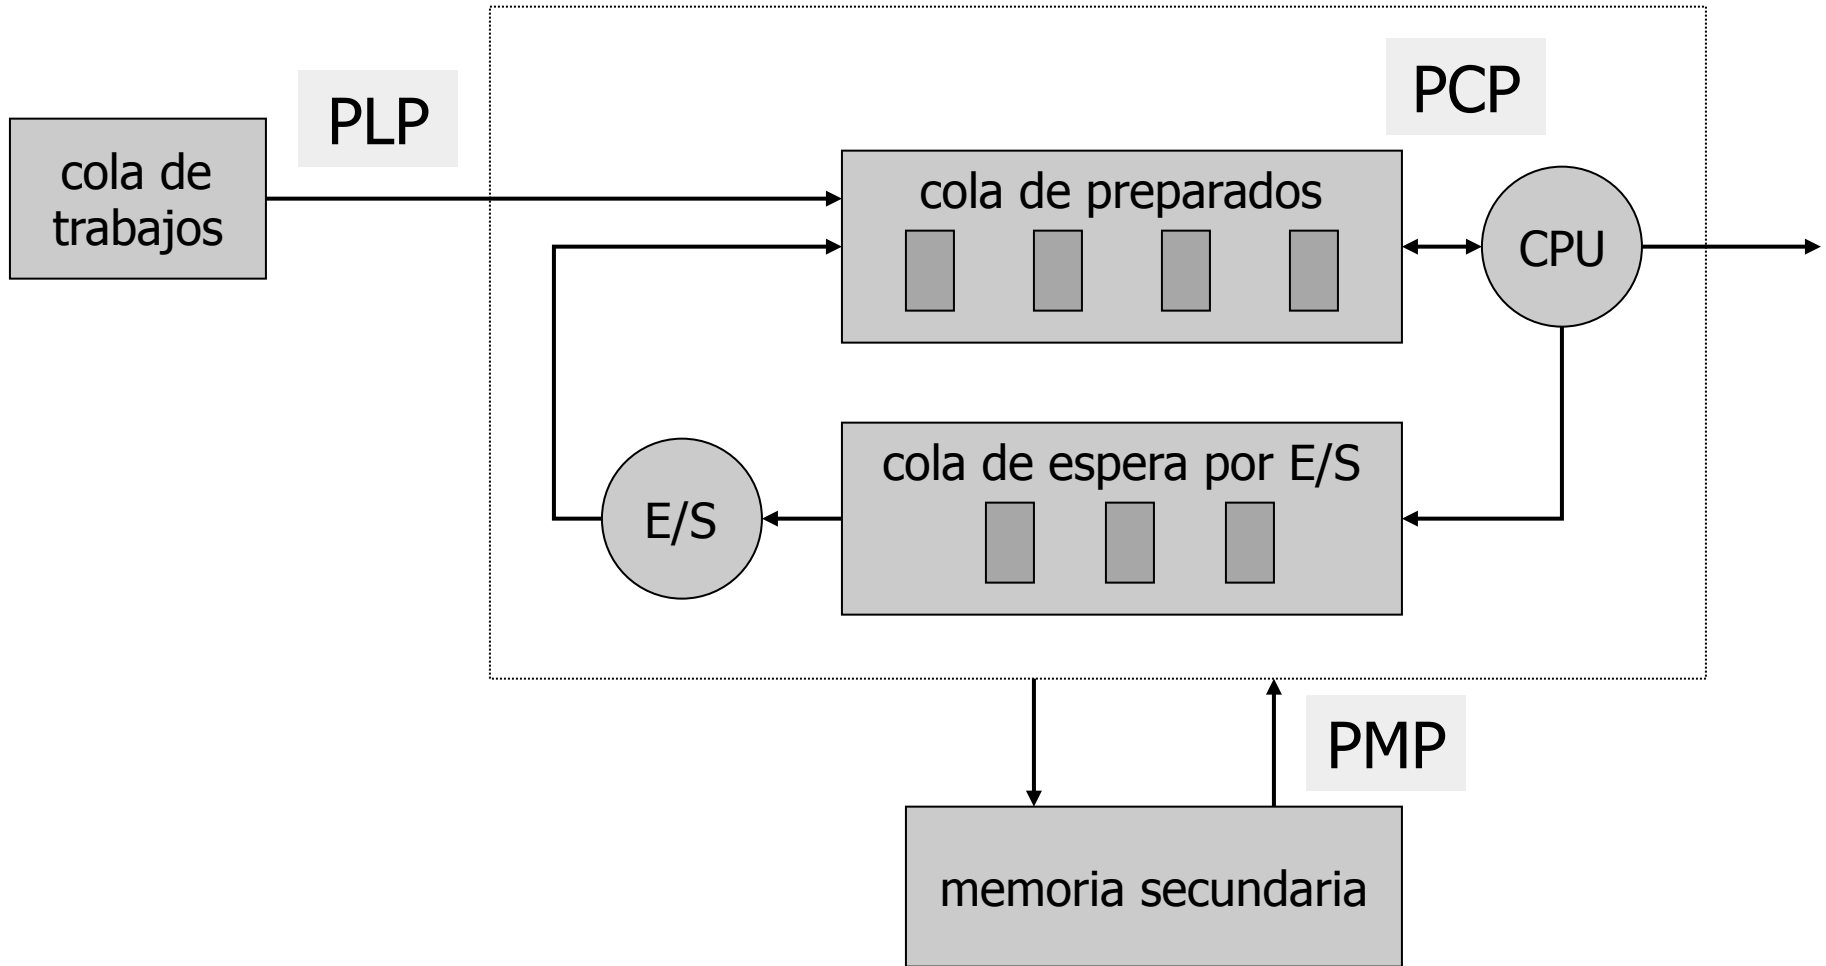 PLP
PCP
cola de
trabajos
cola de preparados
CPU
cola de espera por E/S
E/S
PMP
memoria secundaria